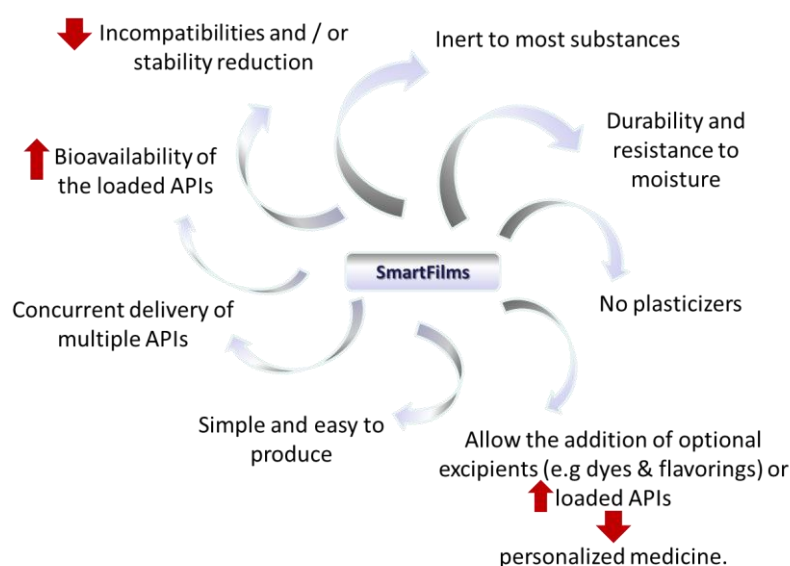 Incompatibilities and / or
stability reduction
Inert to most substances
Durability and
resistance to
moisture
Bioavailability of
the loaded APIs
SmartFilms
No plasticizers
Concurrent delivery of
multiple APIs
Simple and easy to
produce
Allow the addition of optional
excipients (e.g dyes & flavorings) or
loaded APIs
personalized medicine.